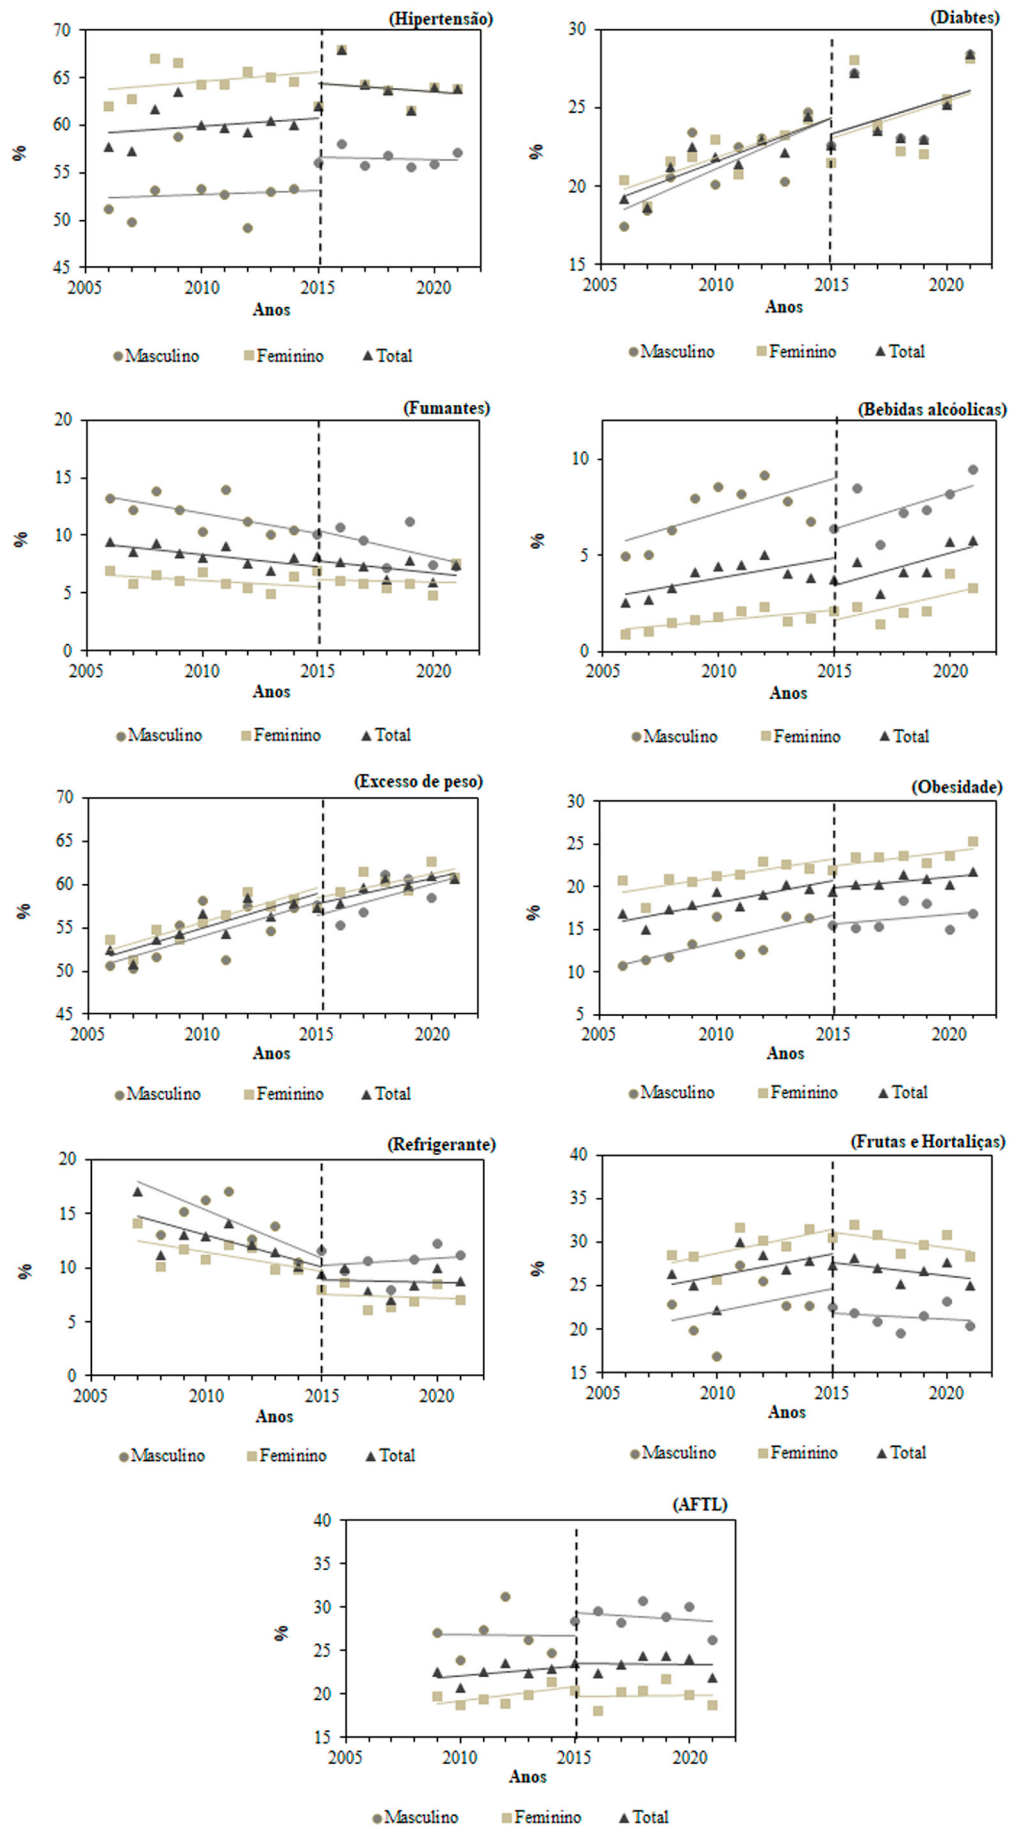 (Hipertensão)
70
65
60
55
50
45
%
2005 2010 2015 2020
Anos
Masculino Feminino Total
(Diabtes)
30
25
20
15
%
2005 2010 2015 2020
Anos
Masculino Feminino Total
(Fumantes)
20
15
10
5
0
%
2005 2010 2015 2020
Anos
Masculino Feminino Total
(Bebidas alcóolicas)
10
5
0
%
2005 2010 2015 2020
Anos
Masculino Feminino Total
(Excesso de peso)
70
65
60
55
50
45
%
2005 2010 2015 2020
Anos
Masculino Feminino Total
(Obesidade)
30
25
20
15
10
5
%
2005 2010 2015 2020
Anos
Masculino Feminino Total
(Refrigerante)
20
15
10
5
0
%
2005 2010 2015 2020
Anos
Masculino Feminino Total
(Frutas e Hortaliças)
40
35
30
25
20
15
%
2005 2010 2015 2020
Anos
Masculino Feminino Total
(AFTL)
40
35
30
25
20
15
%
2005 2010 2015 2020
Anos
Masculino Feminino Total